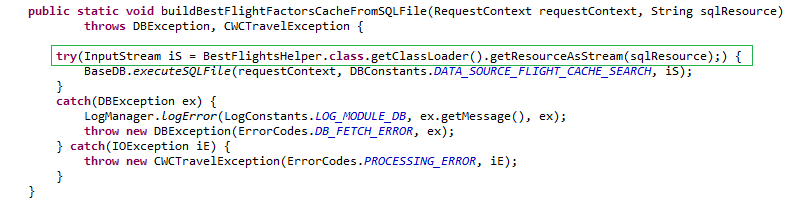 public static void buildBestFlightFactorsCacheFromSQLFile(RequestContext requestContext, String sqlResource)
throws DBException, CWCTravelException {
try(InputStream iS = BestFlightsHelper.class.getClassLoader().getResourceAsStream(sqlResource);) {
BaseDB.executeSQLFile(requestContext, DBConstants.DATA_SOURCE_FLIGHT_CACHE_SEARCH, iS);
}
catch(DBException ex) {
LogManager.logError(LogConstants.LOG_MODULE_DB, ex.getMessage(), ex);
throw new DBException(ErrorCodes.DB_FETCH_ERROR, ex);
} catch(IOException iE) {
throw new CWCTravelException(ErrorCodes.PROCESSING_ERROR, iE);
}
}